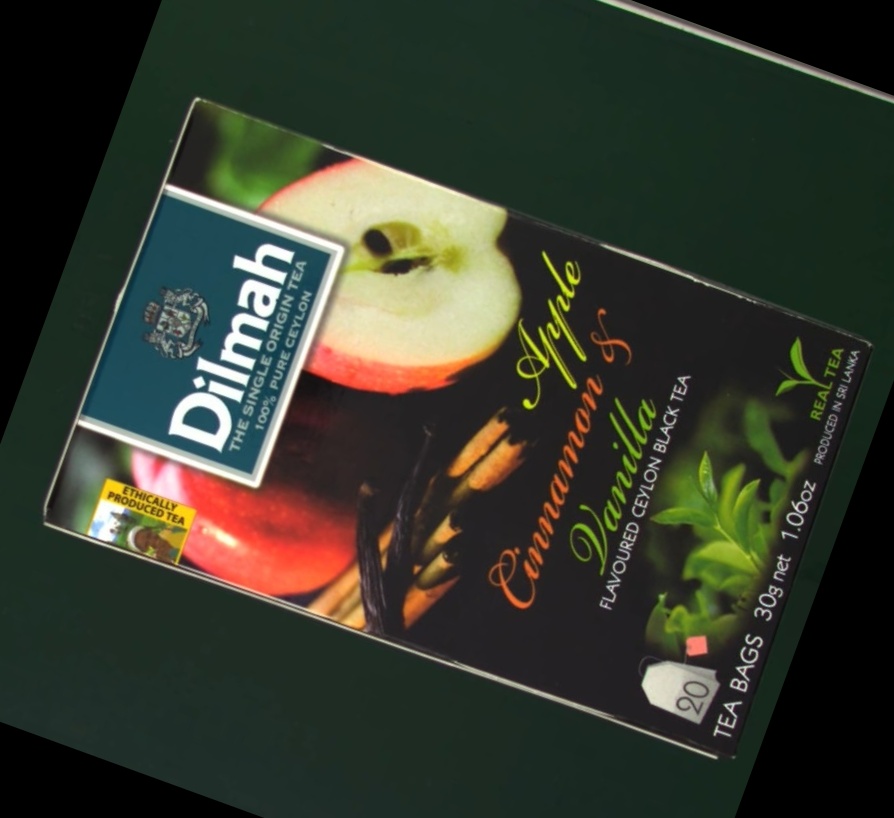 Dilmah
THE SINGLE ORIGIN TEA
100% PURE CEYLON
ETHICALLY
PRODUCED TEA
Apple
Cinnamon &
Vanilla
FLAVOURED CEYLON BLACK TEA
REAL TEA
PRODUCED IN SRI LANKA
20
TEA BAGS 30g net 1.06oz